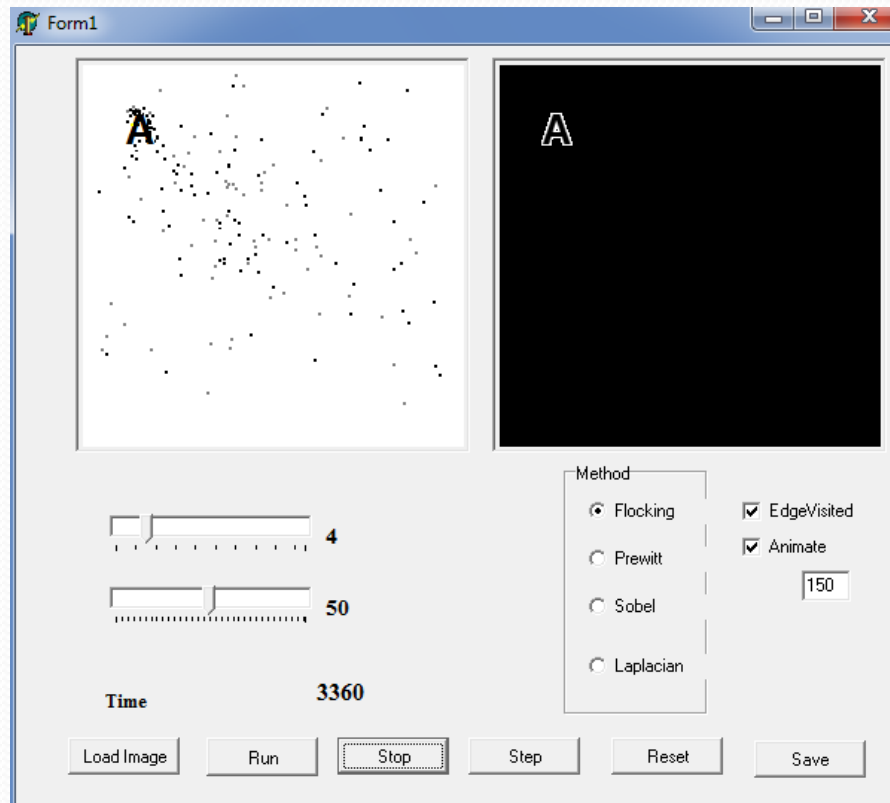 Form1
A
A
4
50
Time 3360
Method
Flocking
Prewitt
Sobel
Laplacian
EdgeVisited
Animate
150
Load Image Run Stop Step Reset Save